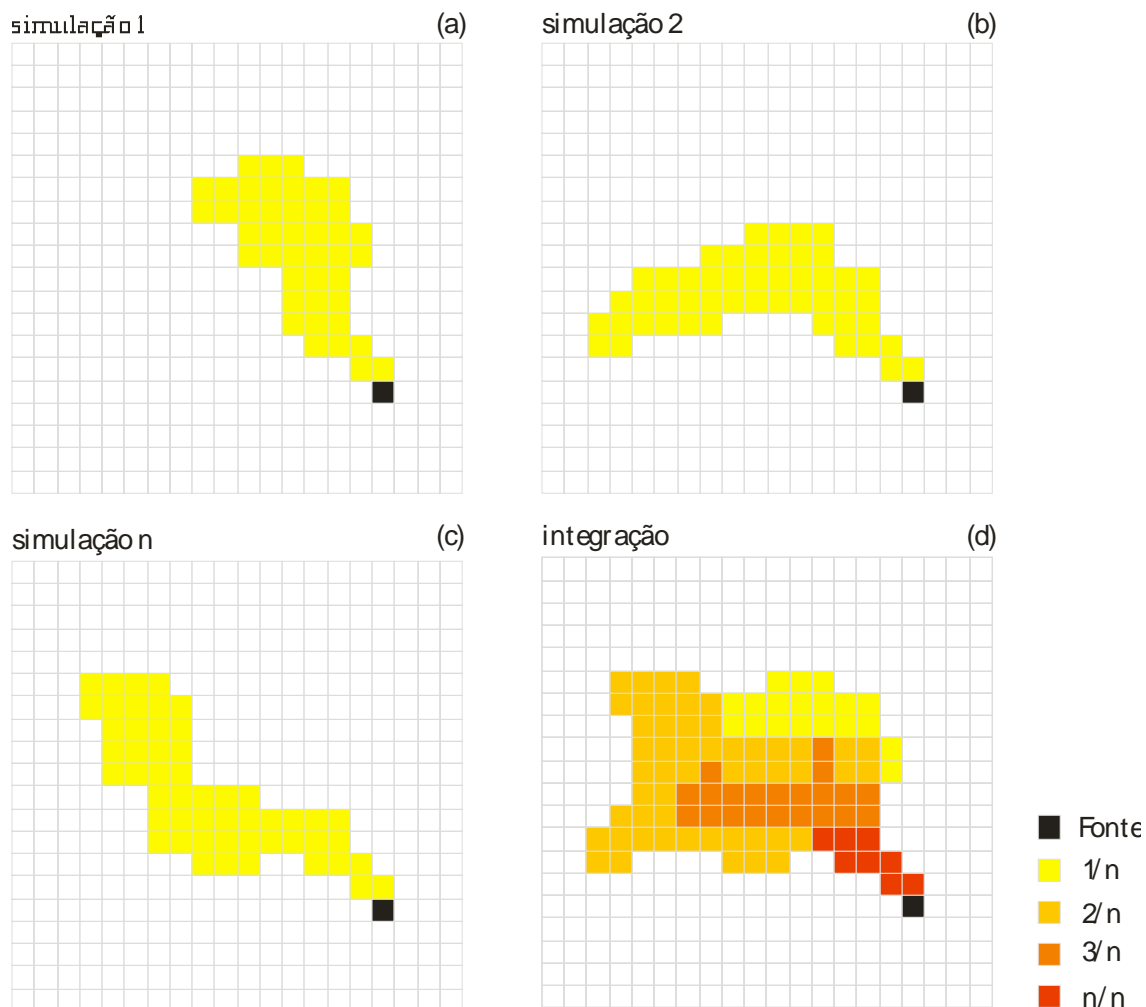 simulação 1
(a)
simulação 2
(b)
simulação n
(c)
integração
(d)
Fonte
1/n
2/n
3/n
n/n